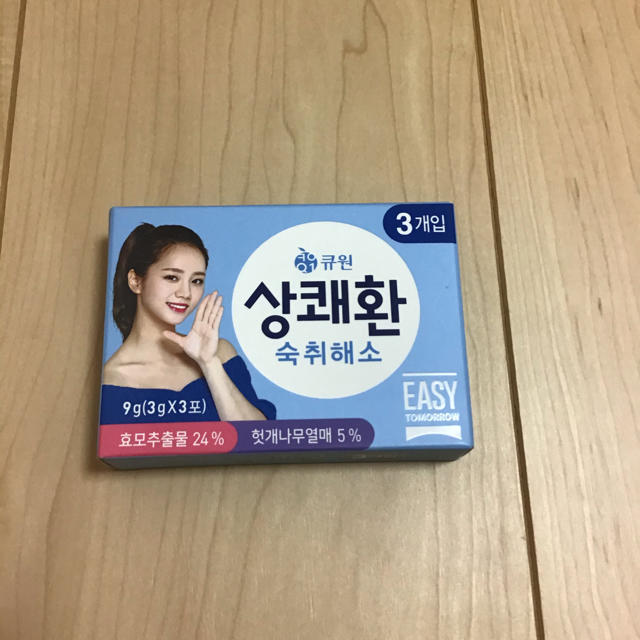 3개입
큐원
상쾌환
숙취해소
9g(3gX3포)
효모추출물 24%
헛개나무열매 5%
EASY
TOMORROW